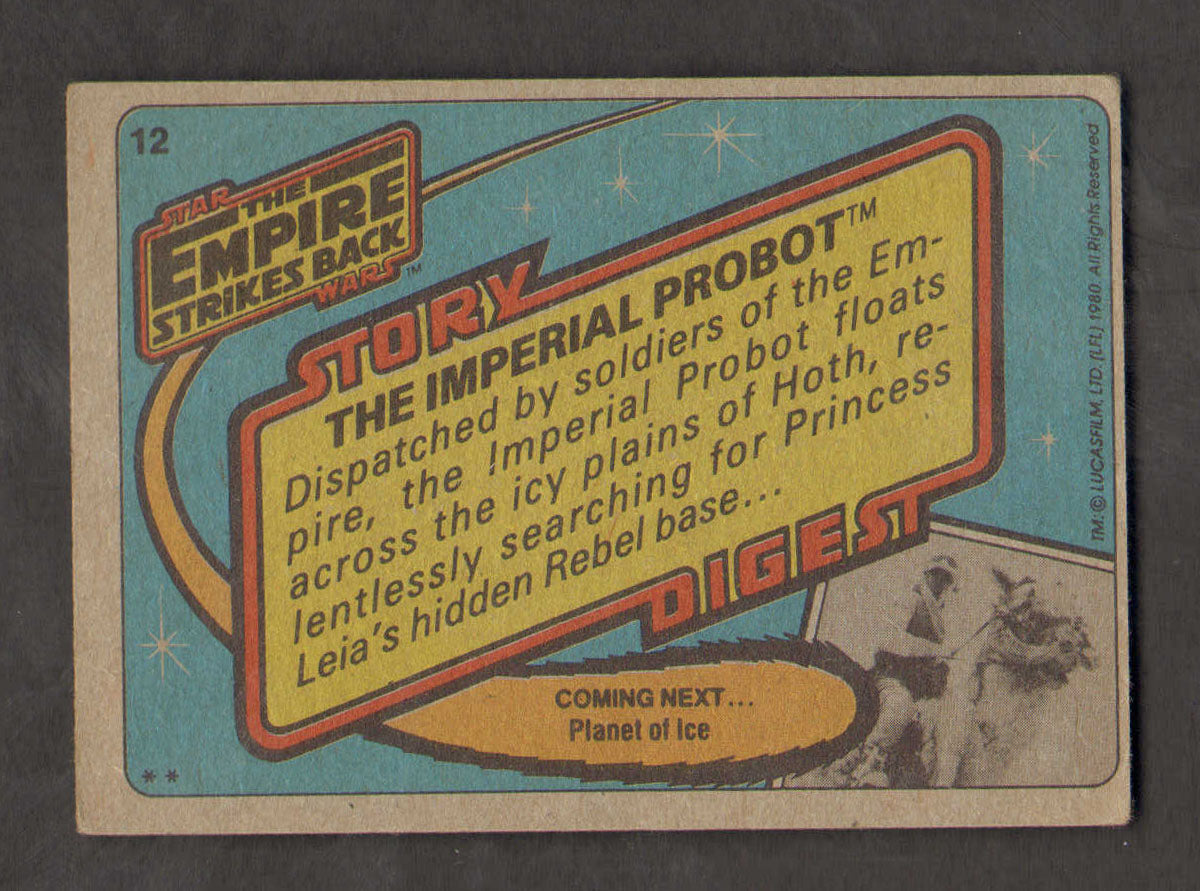 12
STAR
THE
EMPIRE
STRIKES BACK
WARS™
STORY
THE IMPERIAL PROBOT™
Dispatched by soldiers of the Em-
pire, the Imperial Probot floats
across the icy plains of Hoth, re-
lentlessly searching for Princess
Leia's hidden Rebel base...
DIGEST
COMING NEXT...
Planet of Ice
**
TM: © LUCASFILM, LTD. (LFL) 1980. All Rights Reserved